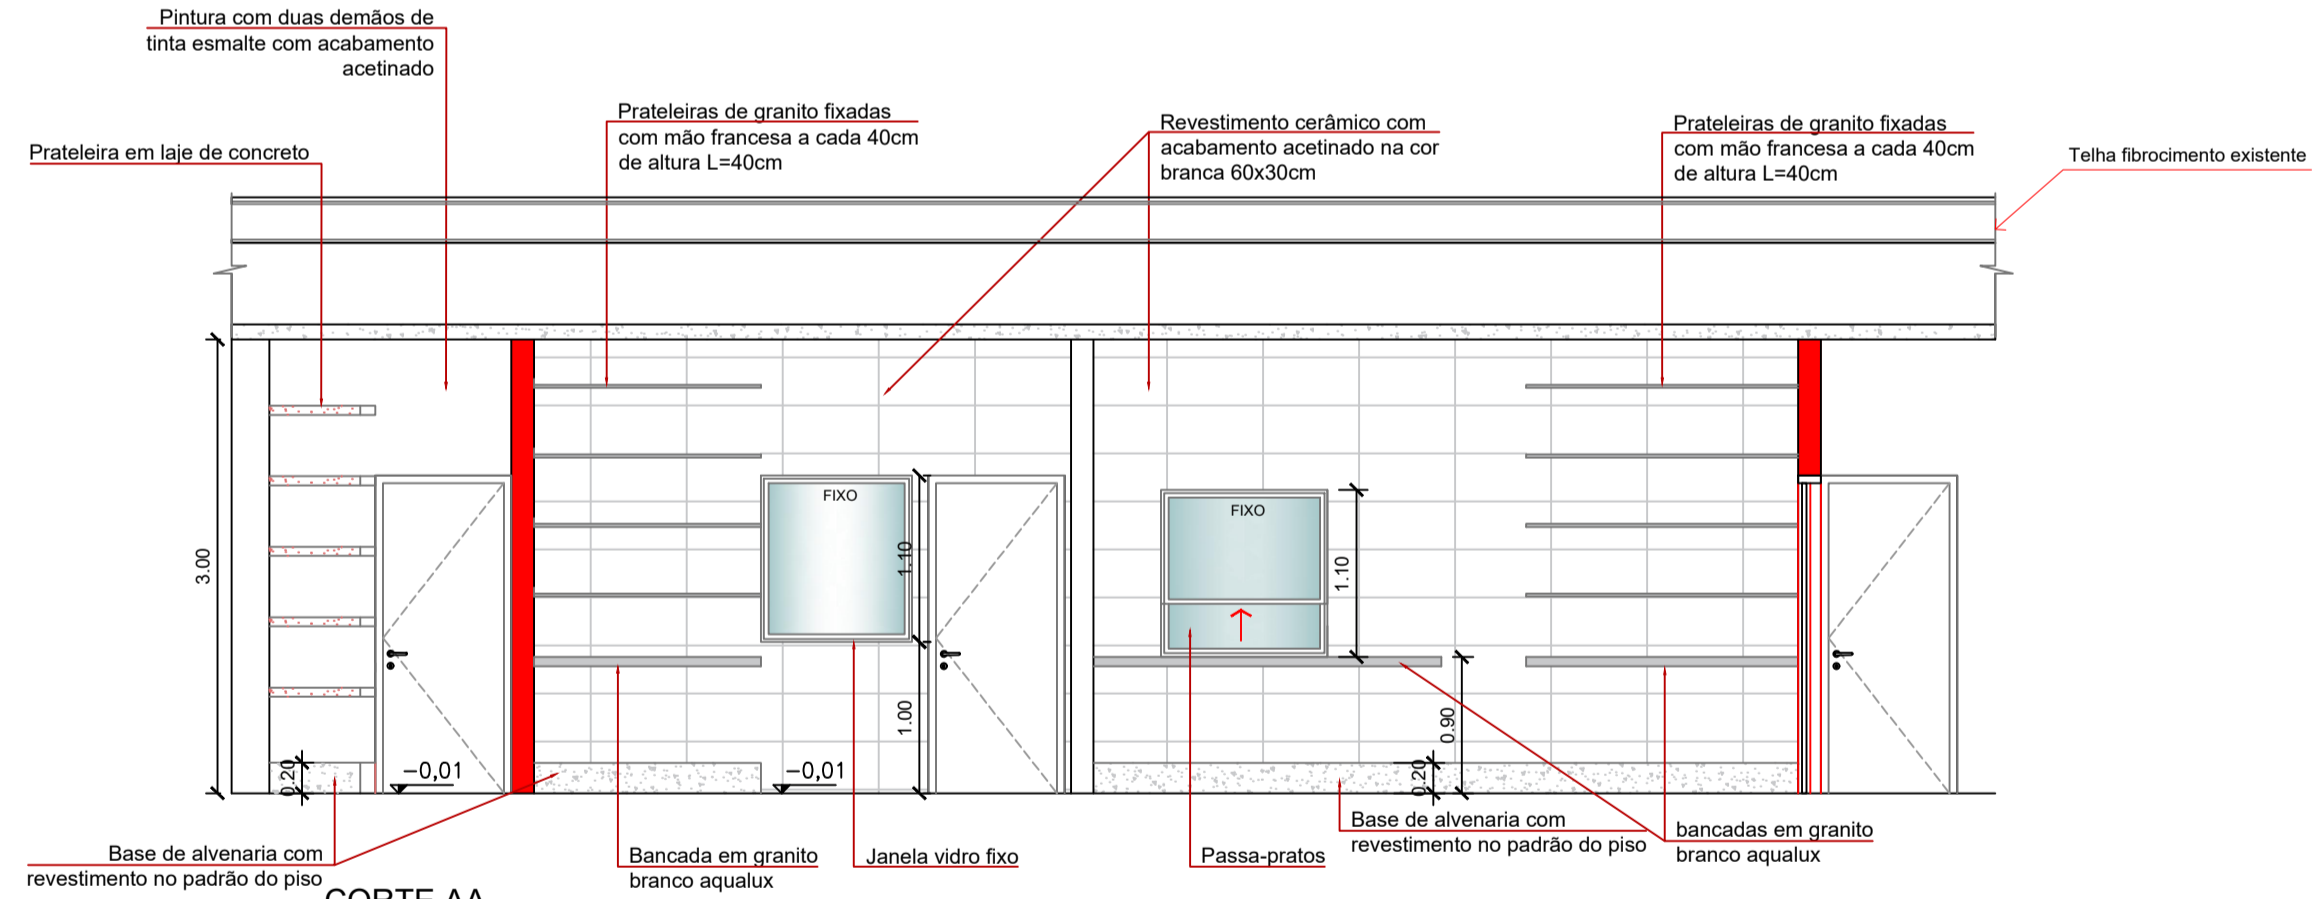 Pintura com duas demãos de
tinta esmalte com acabamento
acetinado
Prateleira em laje de concreto
Prateleiras de granito fixadas
com mão francesa a cada 40cm
de altura L=40cm
Revestimento cerâmico com
acabamento acetinado na cor
branca 60x30cm
Prateleiras de granito fixadas
com mão francesa a cada 40cm
de altura L=40cm
Telha fibrocimento existente
3.00
FIXO
1.10
1.00
FIXO
1.10
0.90
0.20
−0,01
−0,01
0.20
Base de alvenaria com
revestimento no padrão do piso
Bancada em granito
branco aqualux
Janela vidro fixo
Passa-pratos
Base de alvenaria com
revestimento no padrão do piso
bancadas em granito
branco aqualux
CORTE AA